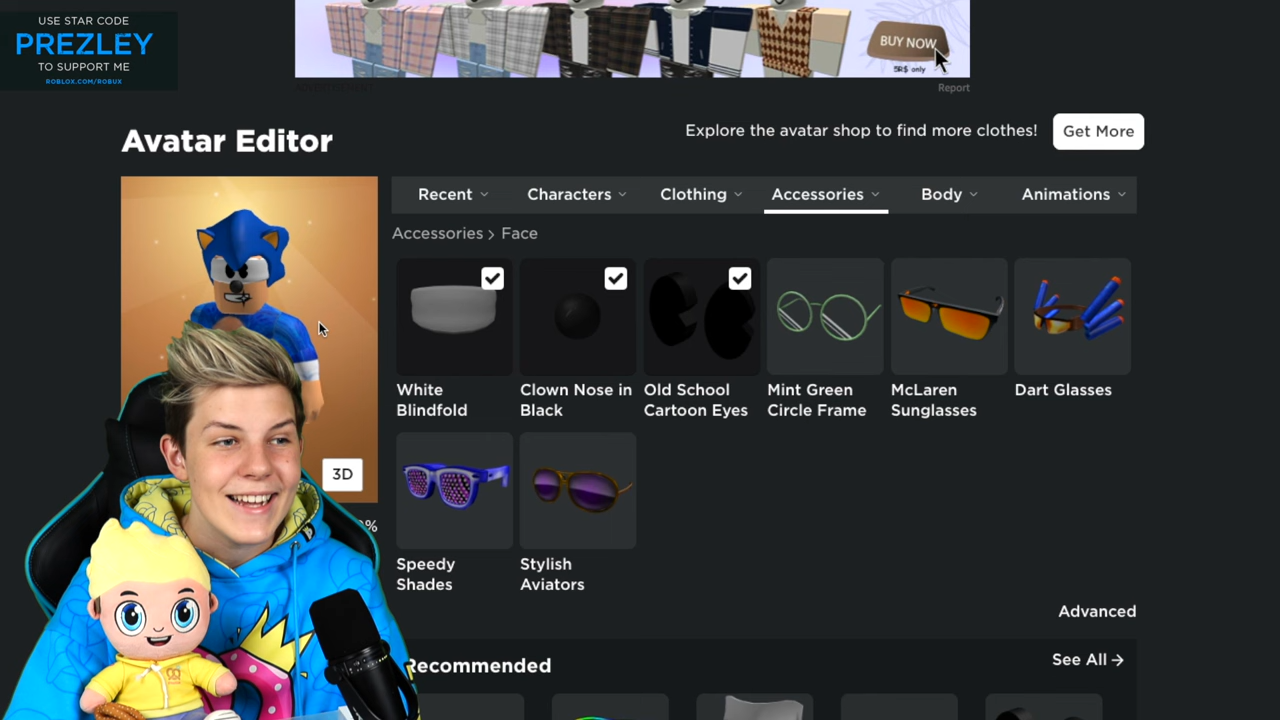 USE STAR CODE
PREZLEY
TO SUPPORT ME
ROBLOX.COM/ROBUX
BUY NOW
5R$ only
Report
Avatar Editor
Explore the avatar shop to find more clothes!
Get More
Recent
Characters
Clothing
Accessories
Body
Animations
Accessories > Face
White
Blindfold
Clown Nose in
Black
Old School
Cartoon Eyes
Mint Green
Circle Frame
McLaren
Sunglasses
Dart Glasses
3D
%
Speedy
Shades
Stylish
Aviators
Advanced
Recommended
See All →